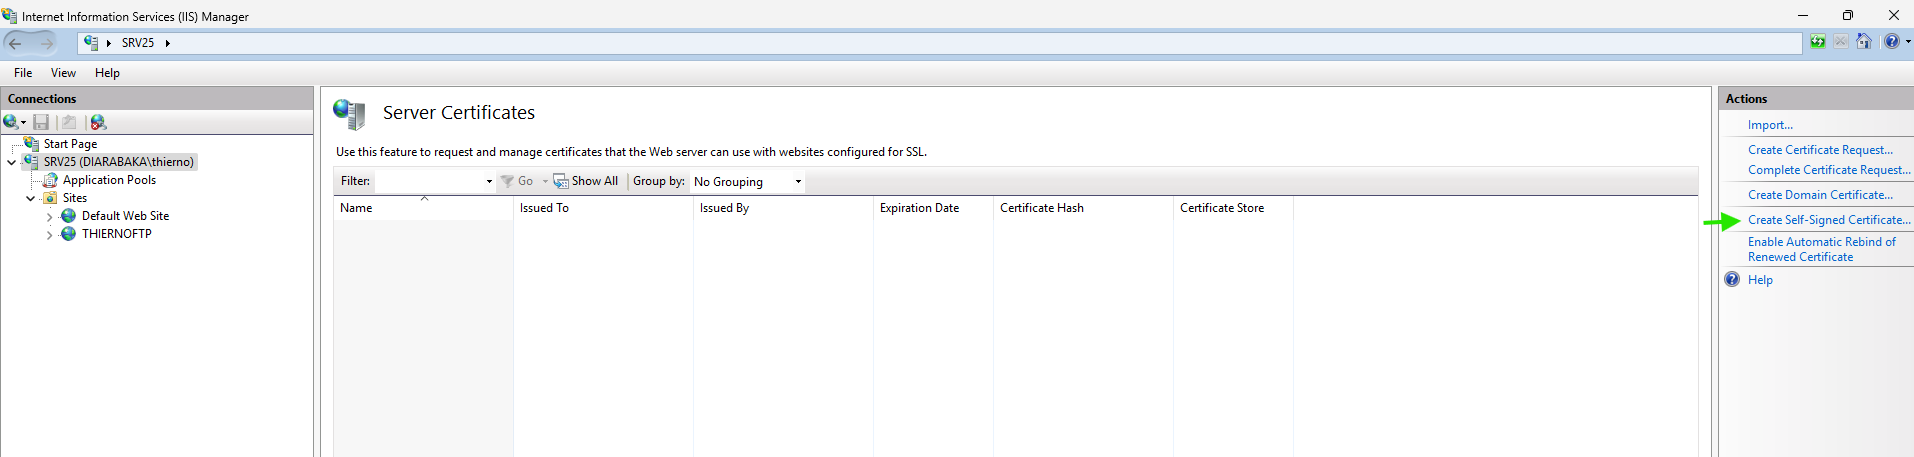 Internet Information Services (IIS) Manager
SRV25
File View Help
Connections
Start Page
SRV25 (DIARABAKA\thierno)
Application Pools
Sites
Default Web Site
THIERNOFTP
Server Certificates
Use this feature to request and manage certificates that the Web server can use with websites configured for SSL.
Filter: Go Show All Group by: No Grouping
Name Issued To Issued By Expiration Date Certificate Hash Certificate Store
Actions
Import...
Create Certificate Request...
Complete Certificate Request...
Create Domain Certificate...
Create Self-Signed Certificate...
Enable Automatic Rebind of
Renewed Certificate
Help